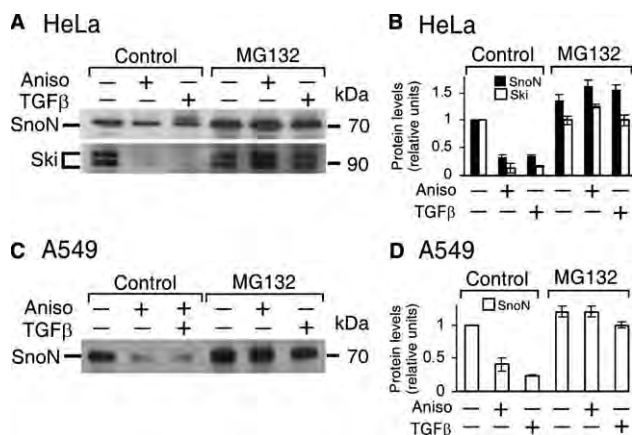 A HeLa
Control MG132
Aniso — + — — + —
TGFβ — — + — — + kDa
SnoN 70
Ski 90
B HeLa
Control MG132
SnoN
Ski
Protein levels
(relative units)
1.5
1
0.5
0
Aniso — + — — + —
TGFβ — — + — — +
C A549
Control MG132
Aniso — + + — + —
TGFβ — — + — — + kDa
SnoN 70
D A549
Control MG132
SnoN
Protein levels
(relative units)
1
0.5
0
Aniso — + — — + —
TGFβ — — + — — +